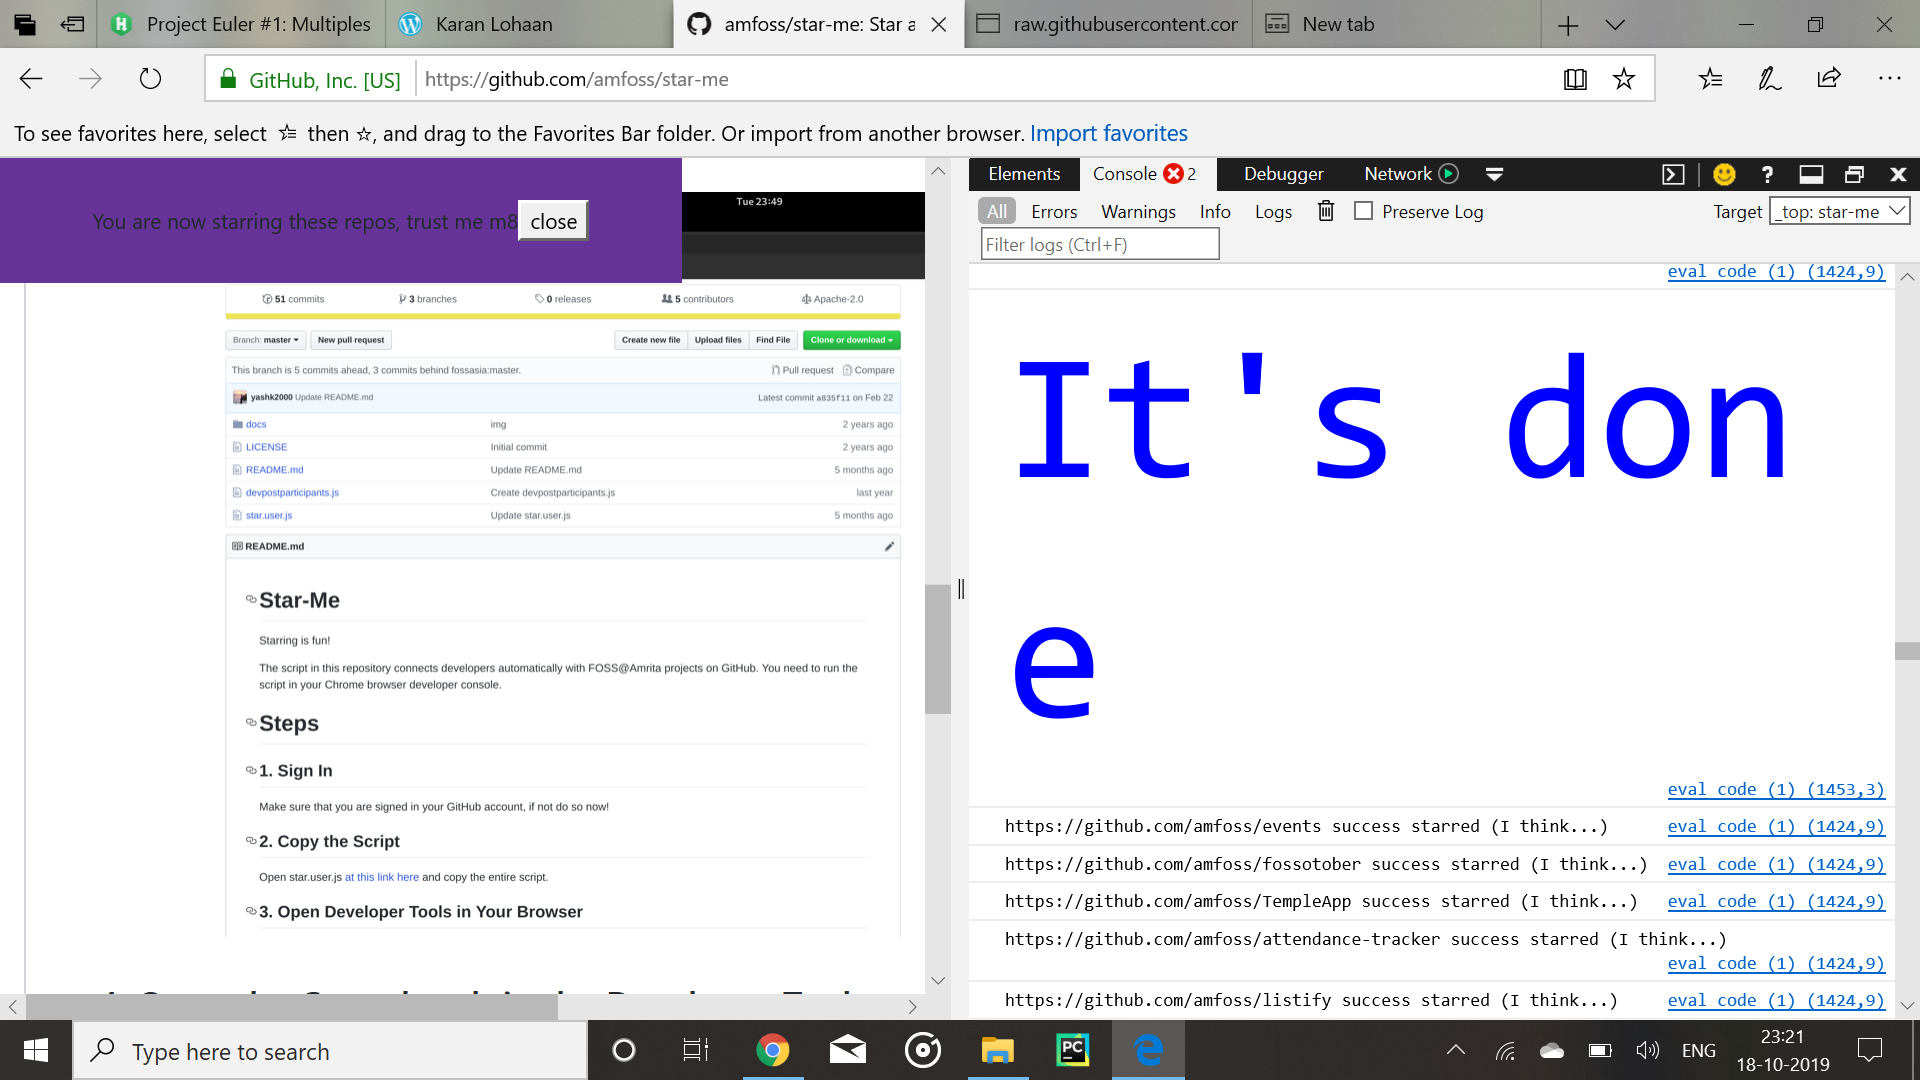 Project Euler #1: Multiples
Karan Lohaan
amfoss/star-me: Star a
raw.githubusercontent.cor
New tab
GitHub, Inc. [US]
https://github.com/amfoss/star-me
To see favorites here, select then ☆, and drag to the Favorites Bar folder. Or import from another browser. Import favorites
You are now starring these repos, trust me m8
close
Tue 23:49
51 commits
3 branches
0 releases
5 contributors
Apache-2.0
Branch: master
New pull request
Create new file
Upload files
Find File
Clone or download
This branch is 5 commits ahead, 3 commits behind fossasia:master.
Pull request
Compare
yashk2000 Update README.md
Latest commit a835f11 on Feb 22
docs img 2 years ago
LICENSE Initial commit 2 years ago
README.md Update README.md 5 months ago
devpostparticipants.js Create devpostparticipants.js last year
star.user.js Update star.user.js 5 months ago
README.md
Star-Me
Starring is fun!
The script in this repository connects developers automatically with FOSS@Amrita projects on GitHub. You need to run the
script in your Chrome browser developer console.
Steps
1. Sign In
Make sure that you are signed in your GitHub account, if not do so now!
2. Copy the Script
Open star.user.js at this link here and copy the entire script.
3. Open Developer Tools in Your Browser
Elements
Console
2
Debugger
Network
?
All
Errors
Warnings
Info
Logs
Preserve Log
Target
_top: star-me
Filter logs (Ctrl+F)
eval code (1) (1424,9)
It's don
e
eval code (1) (1453,3)
https://github.com/amfoss/events success starred (I think...) eval code (1) (1424,9)
https://github.com/amfoss/fossotober success starred (I think...) eval code (1) (1424,9)
https://github.com/amfoss/TempleApp success starred (I think...) eval code (1) (1424,9)
https://github.com/amfoss/attendance-tracker success starred (I think...)
eval code (1) (1424,9)
https://github.com/amfoss/listify success starred (I think...) eval code (1) (1424,9)
Type here to search
PC
ENG
23:21
18-10-2019